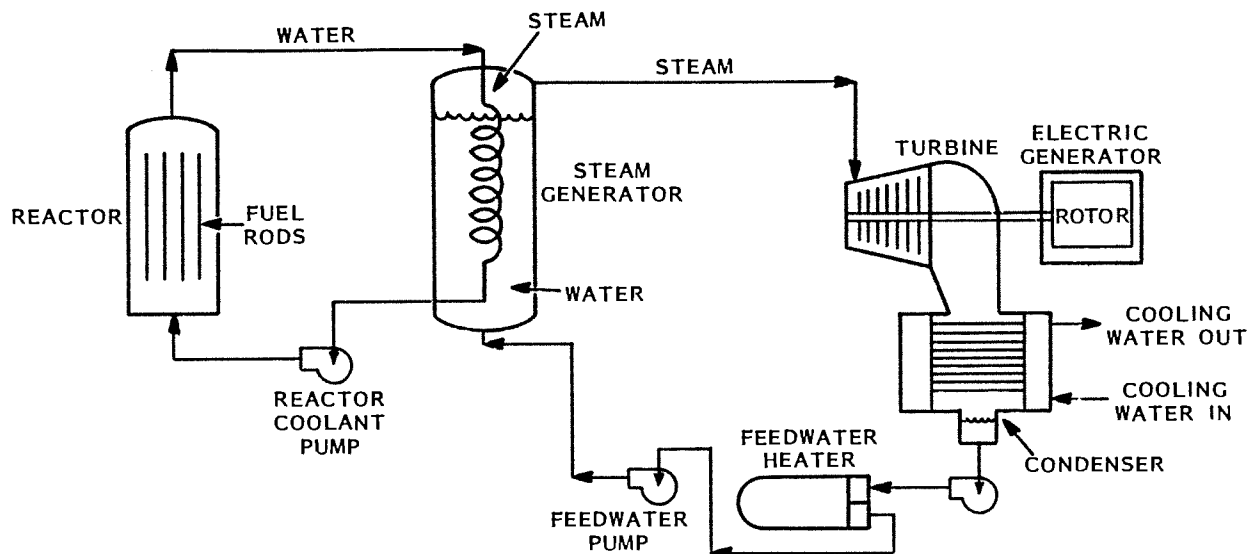 STEAM
WATER
STEAM
TURBINE
ELECTRIC
GENERATOR
ROTOR
STEAM
GENERATOR
REACTOR
FUEL
RODS
WATER
COOLING
WATER OUT
COOLING
WATER IN
REACTOR
COOLANT
PUMP
FEEDWATER
HEATER
CONDENSER
FEEDWATER
PUMP